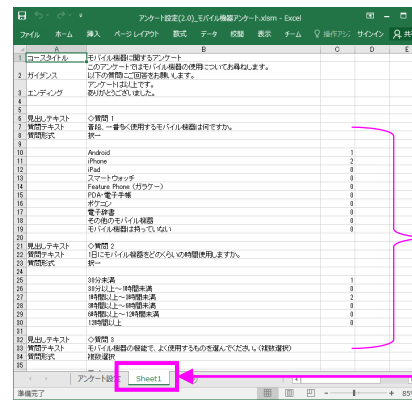 アンケート設定(2.0)_モバイル機器アンケート.xlsm - Excel
ファイル ホーム 挿入 ページレイアウト 数式 データ 校閲 表示 チーム サインイン
A B C D E
1 コースタイトル モバイル機器に関するアンケート
このアンケートではモバイル機器の使用についてお尋ねします。
2 ガイダンス 以下の質問にご回答をお願いします。
アンケートは以上です。
3 エンディング ありがとうございました。
4
5
6 見出しテキスト ◇質問 1
7 質問テキスト 普段、一番多く使用するモバイル機器は何ですか。
8 質問形式 択一
9
10 Android 1
11 iPhone 2
12 iPad 0
13 スマートウォッチ 0
14 Feature Phone (ガラケー) 0
15 PDA・電子手帳 0
16 ポケコン 0
17 電子辞書 0
18 その他のモバイル機器 0
19 モバイル機器は持っていない 0
20
21 見出しテキスト ◇質問 2
22 質問テキスト 1日にモバイル機器をどのくらいの時間使用しますか。
23 質問形式 択一
24
25 30分未満 1
26 30分以上～1時間未満 0
27 1時間以上～3時間未満 2
28 3時間以上～6時間未満 0
29 6時間以上～12時間未満 0
30 12時間以上 0
31
32 見出しテキスト ◇質問 3
33 質問テキスト モバイル機器の機能で、よく使用するものを選んでください。(複数選択)
34 質問形式 複数選択
35
アンケート設定 Sheet1
準備完了 85%